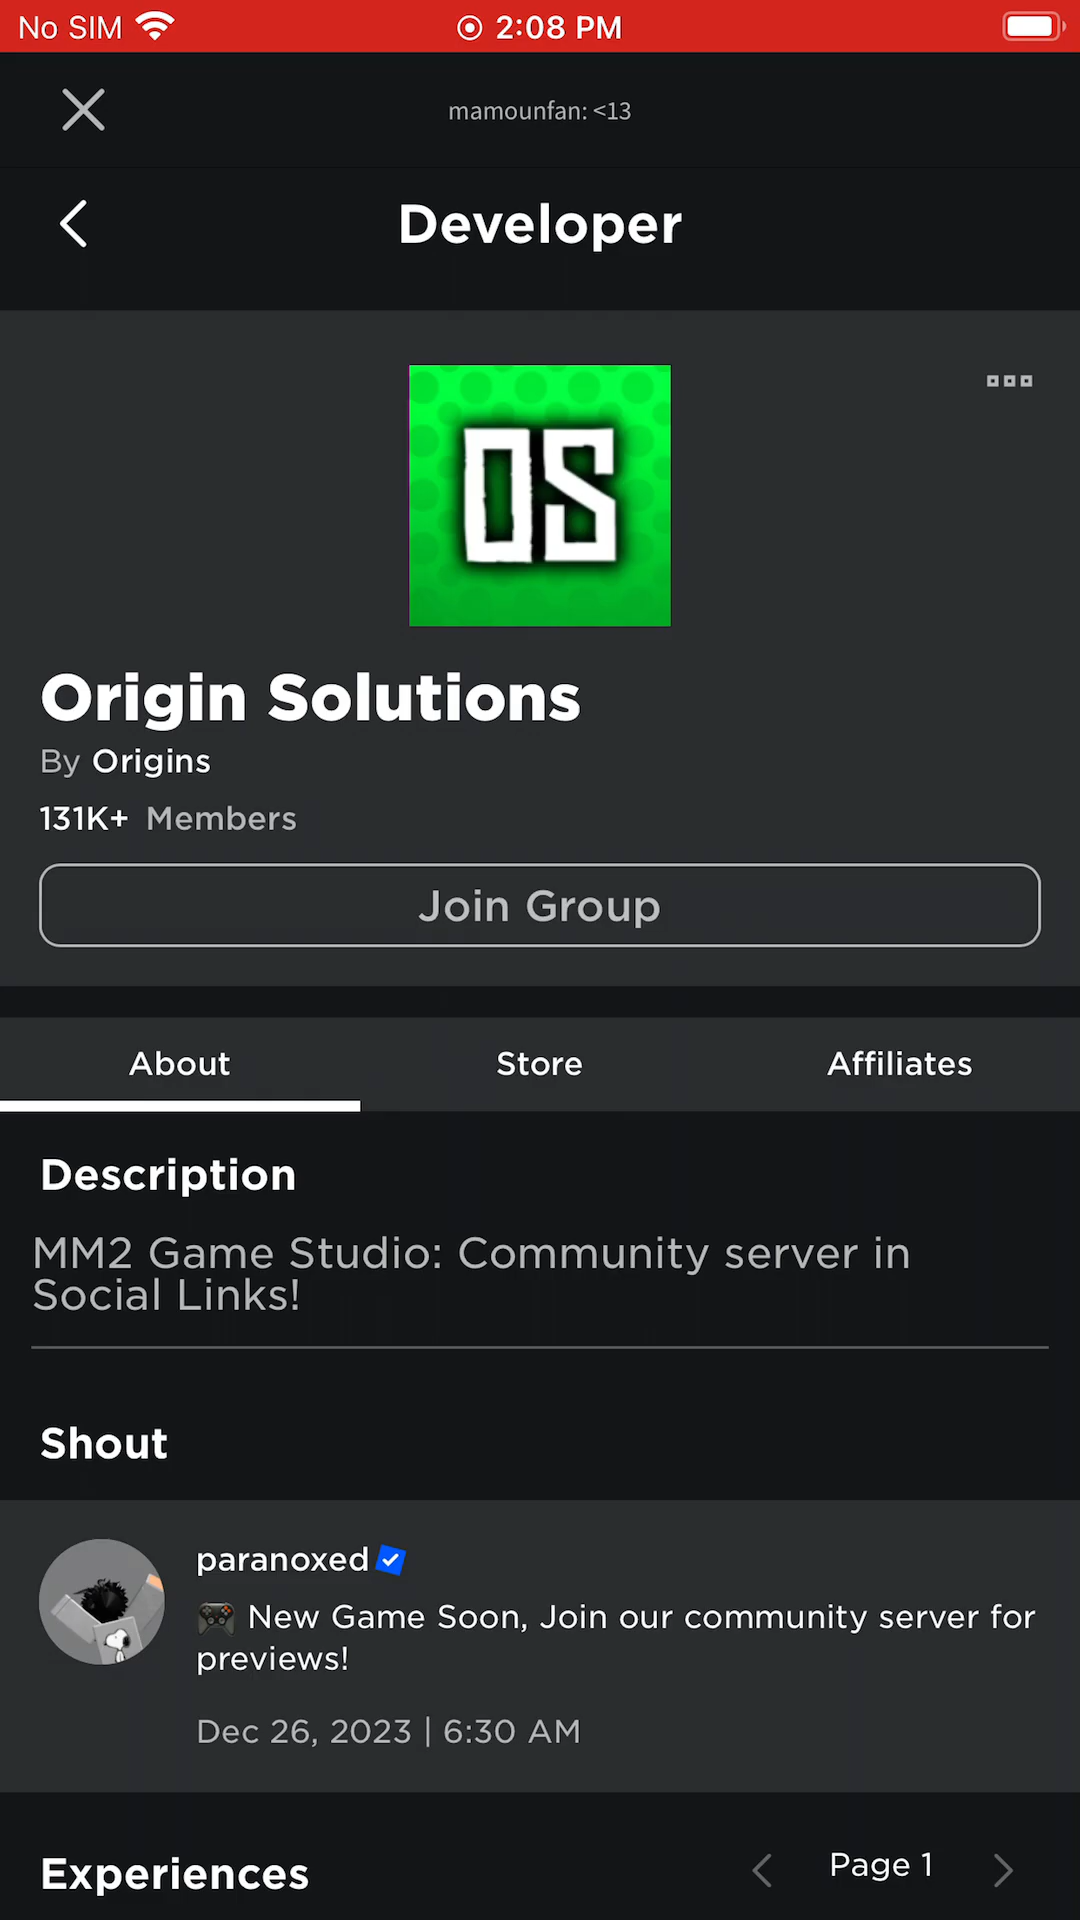 No SIM 2:08 PM
mamounfan: <13
Developer
OS
Origin Solutions
By Origins
131K+ Members
Join Group
About Store Affiliates
Description
MM2 Game Studio: Community server in
Social Links!
Shout
paranoxed
🎮 New Game Soon, Join our community server for
previews!
Dec 26, 2023 | 6:30 AM
Experiences Page 1